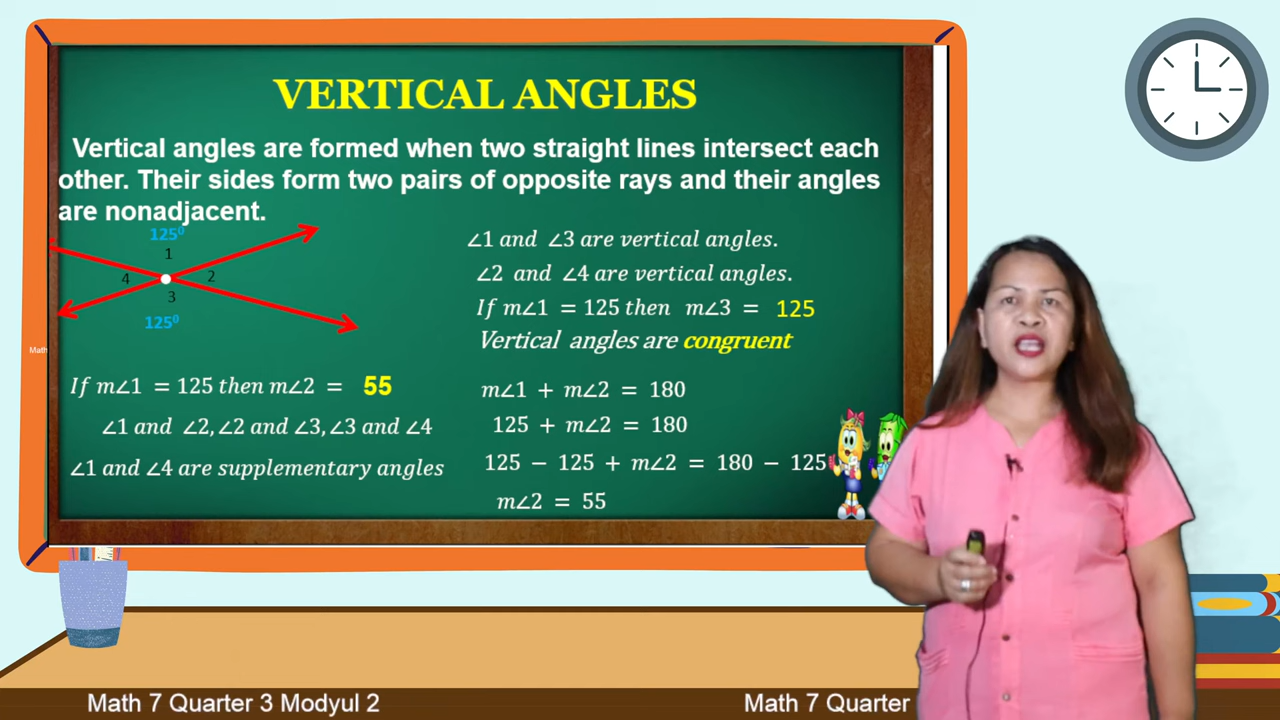 VERTICAL ANGLES
Vertical angles are formed when two straight lines intersect each
other. Their sides form two pairs of opposite rays and their angles
are nonadjacent.
125⁰
1
4
2
3
125⁰
∠1 and ∠3 are vertical angles.
∠2 and ∠4 are vertical angles.
If m∠1 = 125 then m∠3 = 125
Vertical angles are congruent
Math
If m∠1 = 125 then m∠2 = 55
∠1 and ∠2, ∠2 and ∠3, ∠3 and ∠4
∠1 and ∠4 are supplementary angles
m∠1 + m∠2 = 180
125 + m∠2 = 180
125 − 125 + m∠2 = 180 − 125
m∠2 = 55
Math 7 Quarter 3 Modyul 2
Math 7 Quarter